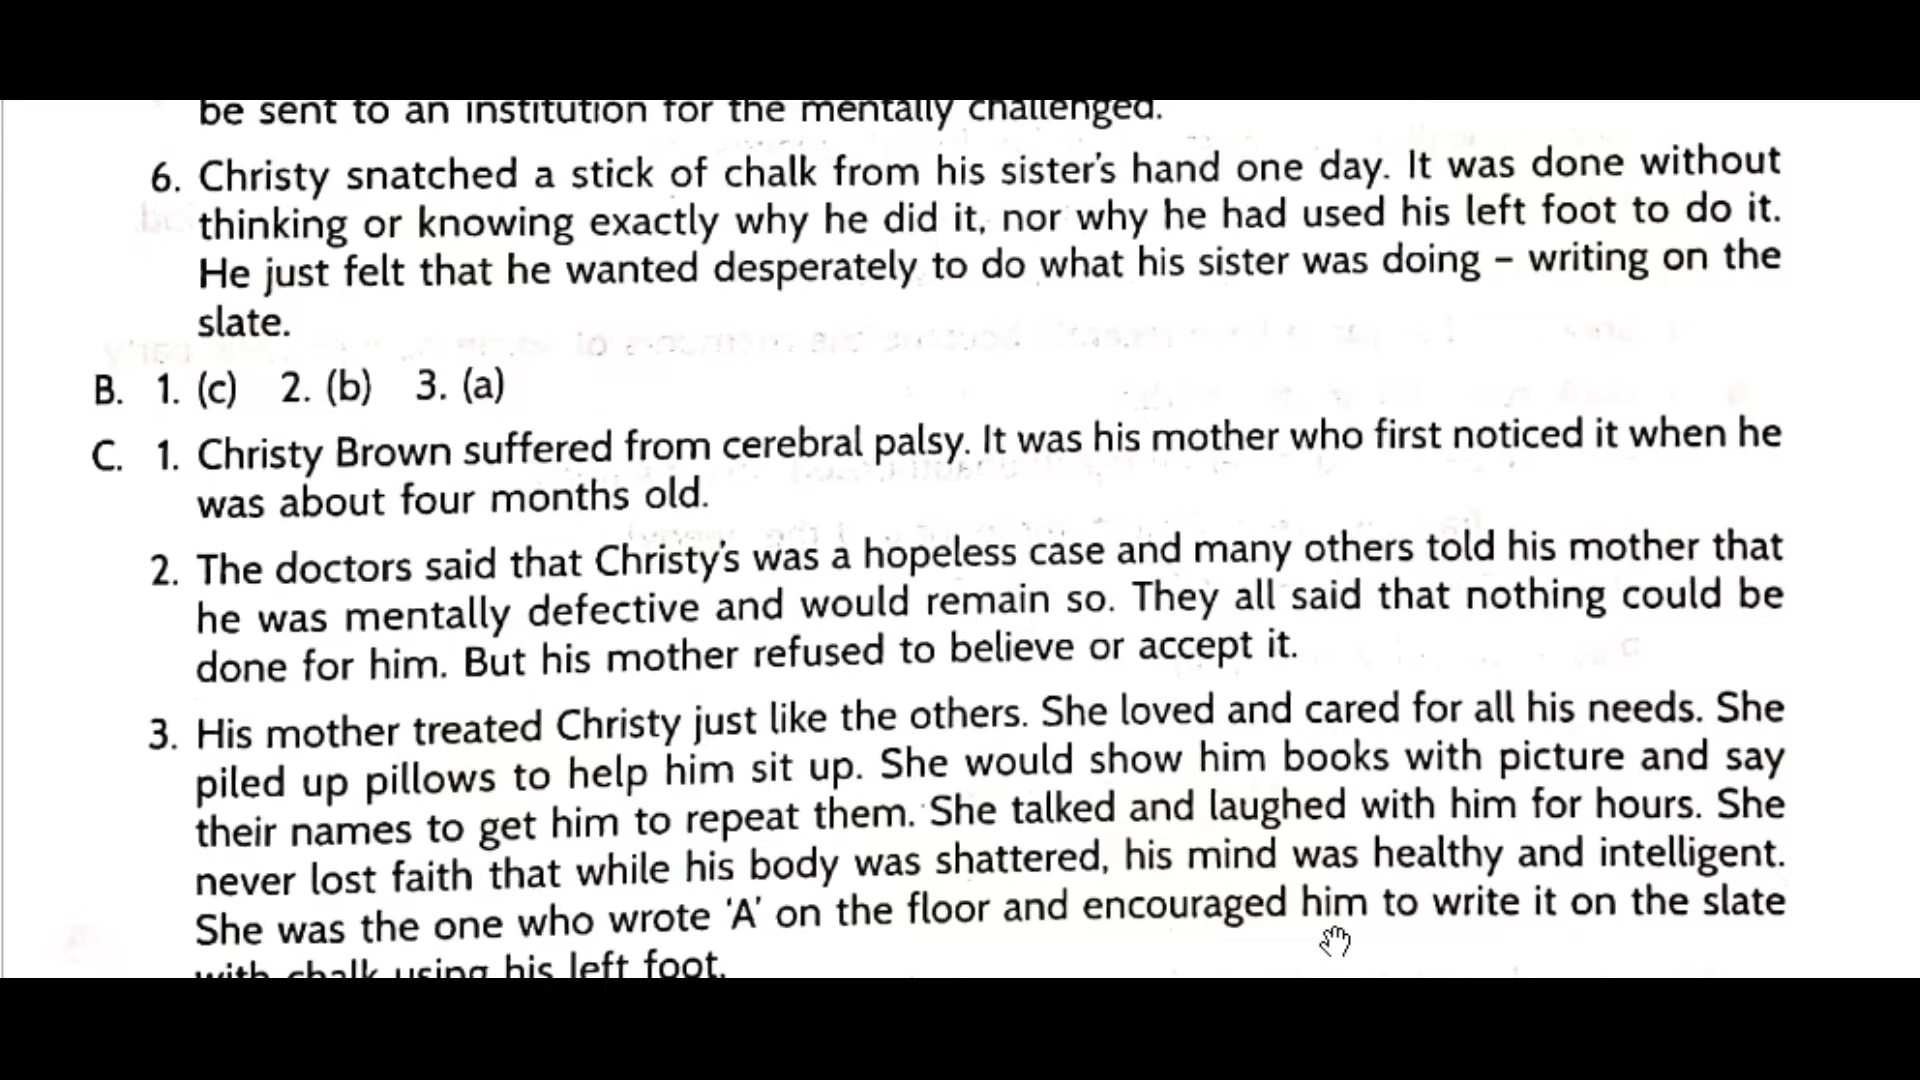 be sent to an institution for the mentally challenged.
6. Christy snatched a stick of chalk from his sister's hand one day. It was done without
thinking or knowing exactly why he did it, nor why he had used his left foot to do it.
He just felt that he wanted desperately to do what his sister was doing – writing on the
slate.
B. 1. (c) 2. (b) 3. (a)
C. 1. Christy Brown suffered from cerebral palsy. It was his mother who first noticed it when he
was about four months old.
2. The doctors said that Christy's was a hopeless case and many others told his mother that
he was mentally defective and would remain so. They all said that nothing could be
done for him. But his mother refused to believe or accept it.
3. His mother treated Christy just like the others. She loved and cared for all his needs. She
piled up pillows to help him sit up. She would show him books with picture and say
their names to get him to repeat them. She talked and laughed with him for hours. She
never lost faith that while his body was shattered, his mind was healthy and intelligent.
She was the one who wrote 'A' on the floor and encouraged him to write it on the slate
with chalk using his left foot.